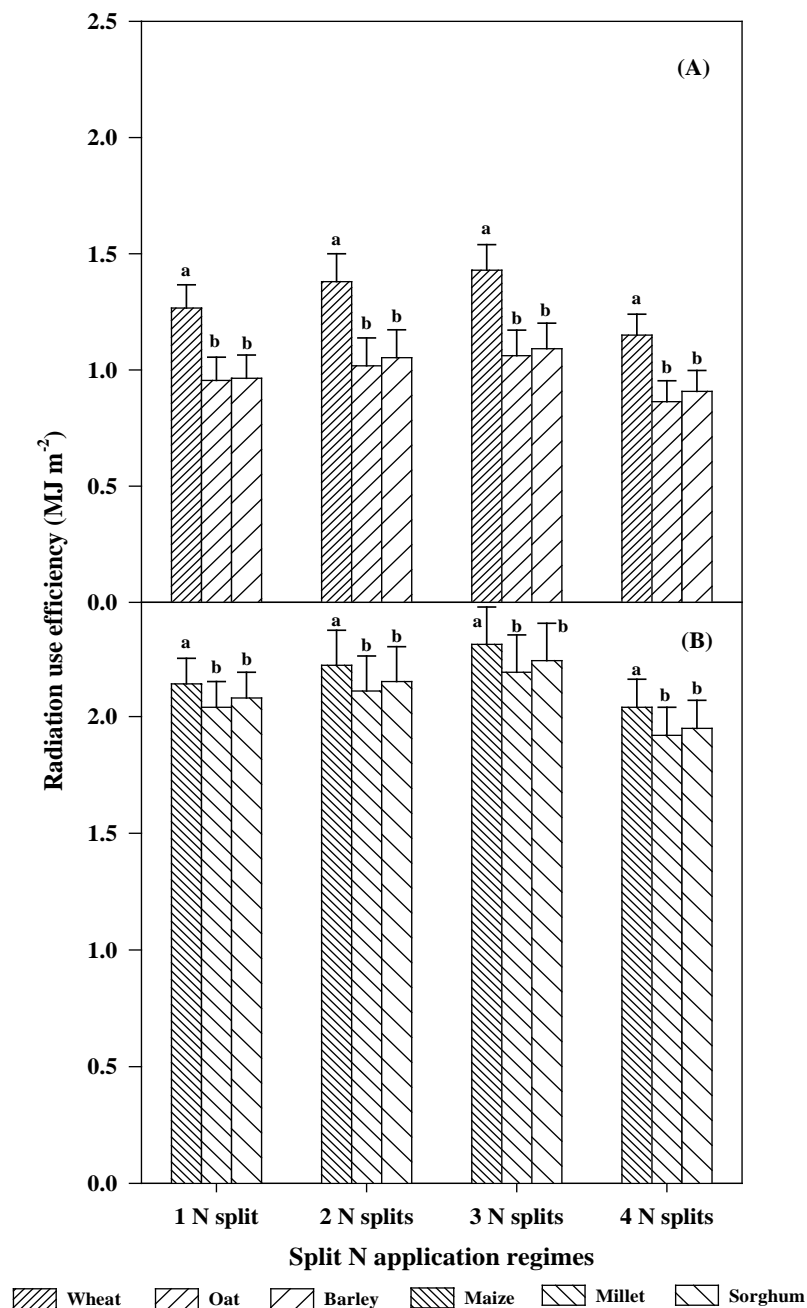 2.5
(A)
2.0
a
a
1.5
a
a
b b
b b
b b
b b
1.0
0.5
0.0
Radiation use efficiency (MJ m⁻²)
a
b b
a
b b
a
b b
a
b b
(B)
2.0
1.5
1.0
0.5
0.0
1 N split 2 N splits 3 N splits 4 N splits
Split N application regimes
Wheat Oat Barley Maize Millet Sorghum